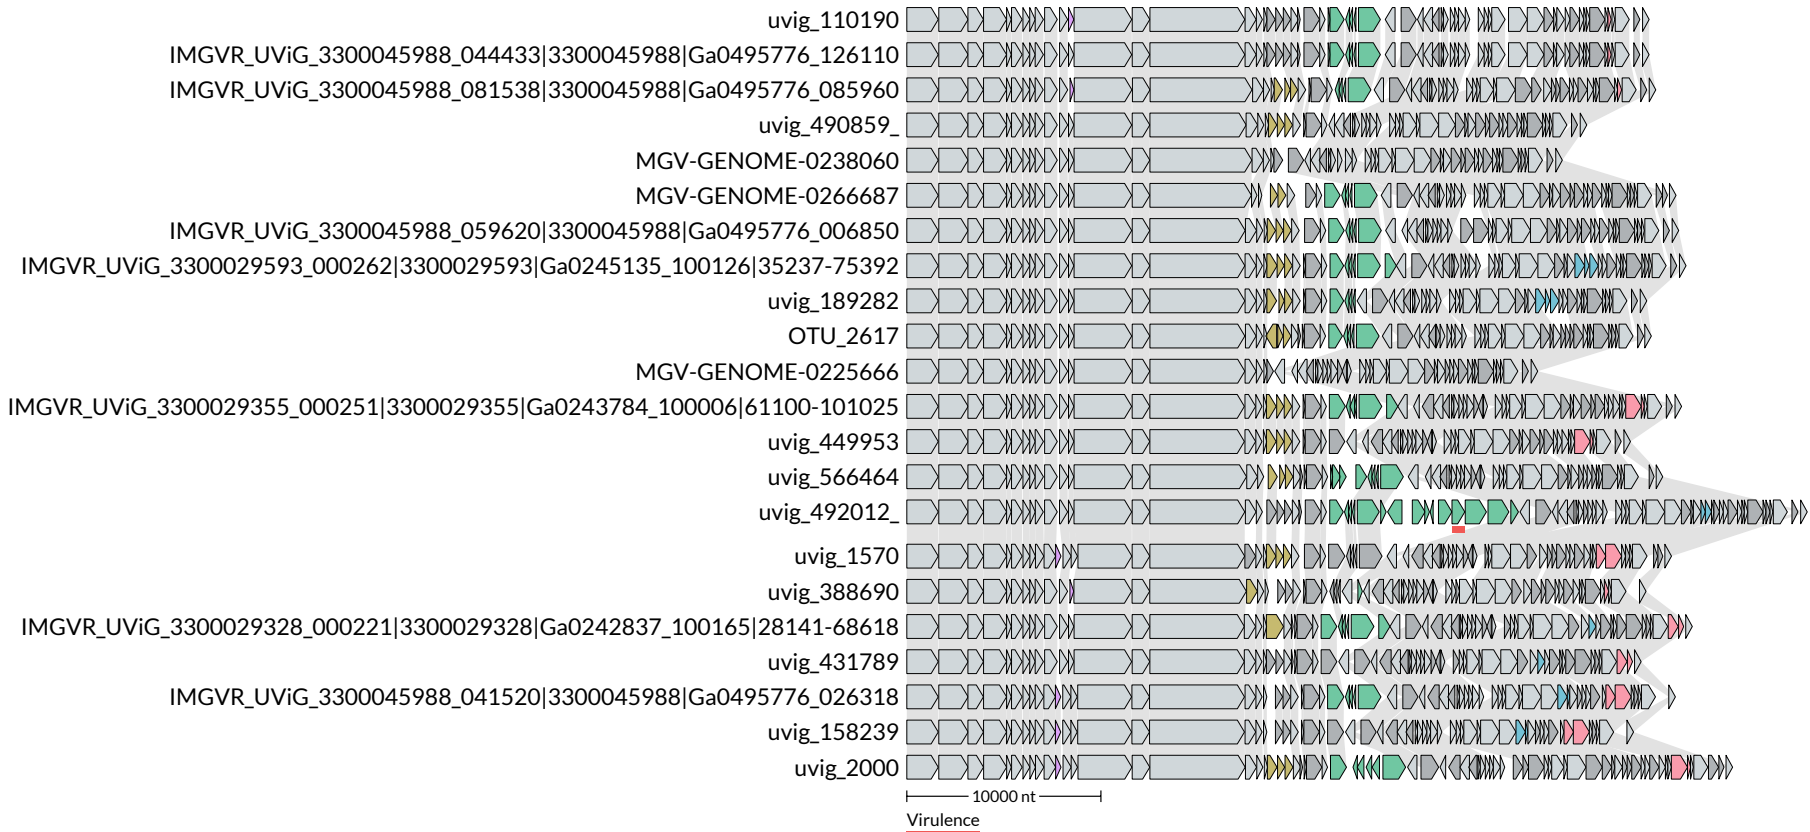 uvig_110190
IMGVR_UViG_3300045988_044433|3300045988|Ga0495776_126110
IMGVR_UViG_3300045988_081538|3300045988|Ga0495776_085960
uvig_490859_
MGV-GENOME-0238060
MGV-GENOME-0266687
IMGVR_UViG_3300045988_059620|3300045988|Ga0495776_006850
IMGVR_UViG_3300029593_000262|3300029593|Ga0245135_100126|35237-75392
uvig_189282
OTU_2617
MGV-GENOME-0225666
IMGVR_UViG_3300029355_000251|3300029355|Ga0243784_100006|61100-101025
uvig_449953
uvig_566464
uvig_492012_
uvig_1570
uvig_388690
IMGVR_UViG_3300029328_000221|3300029328|Ga0242837_100165|28141-68618
uvig_431789
IMGVR_UViG_3300045988_041520|3300045988|Ga0495776_026318
uvig_158239
uvig_2000
10000 nt
Virulence